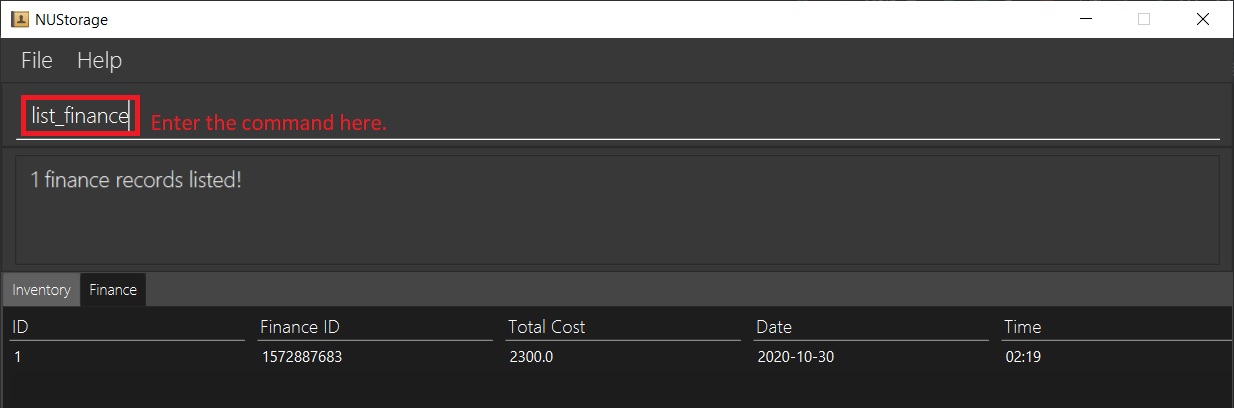 NUStorage
File Help
list_finance Enter the command here.
1 finance records listed!
Inventory Finance
ID Finance ID Total Cost Date Time
1 1572887683 2300.0 2020-10-30 02:19